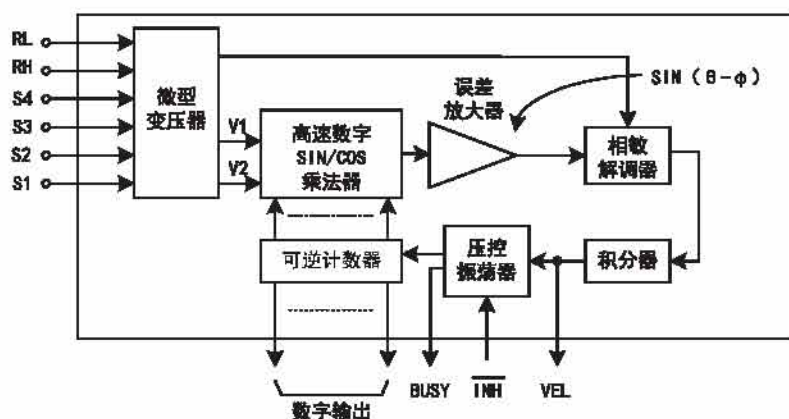 RL
RH
S4
S3
S2
S1
微型
变压器
V1
V2
高速数字
SIN/COS
乘法器
误差
放大器
SIN（θ-φ）
相敏
解调器
可逆计数器
压控
振荡器
积分器
数字输出
BUSY
INH
VEL